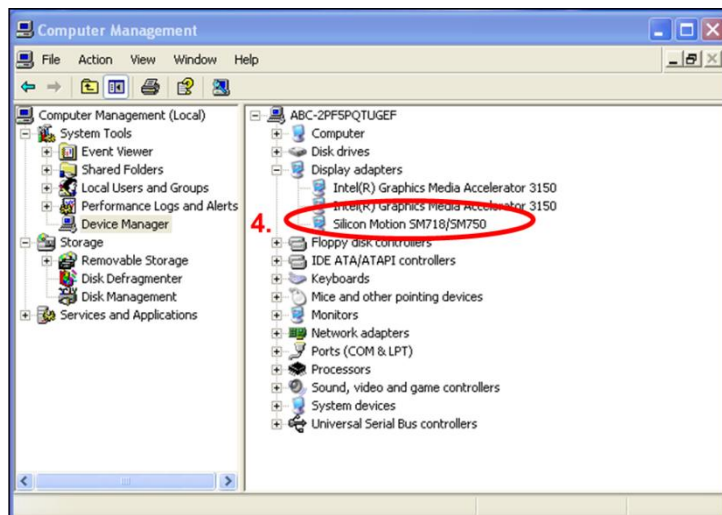 Computer Management
File Action View Window Help
Computer Management (Local)
System Tools
Event Viewer
Shared Folders
Local Users and Groups
Performance Logs and Alerts
Device Manager
Storage
Removable Storage
Disk Defragmenter
Disk Management
Services and Applications
ABC-2PF5PQTUGEF
Computer
Disk drives
Display adapters
Intel(R) Graphics Media Accelerator 3150
Intel(R) Graphics Media Accelerator 3150
4. Silicon Motion SM718/SM750
Floppy disk controllers
IDE ATA/ATAPI controllers
Keyboards
Mice and other pointing devices
Monitors
Network adapters
Ports (COM & LPT)
Processors
Sound, video and game controllers
System devices
Universal Serial Bus controllers